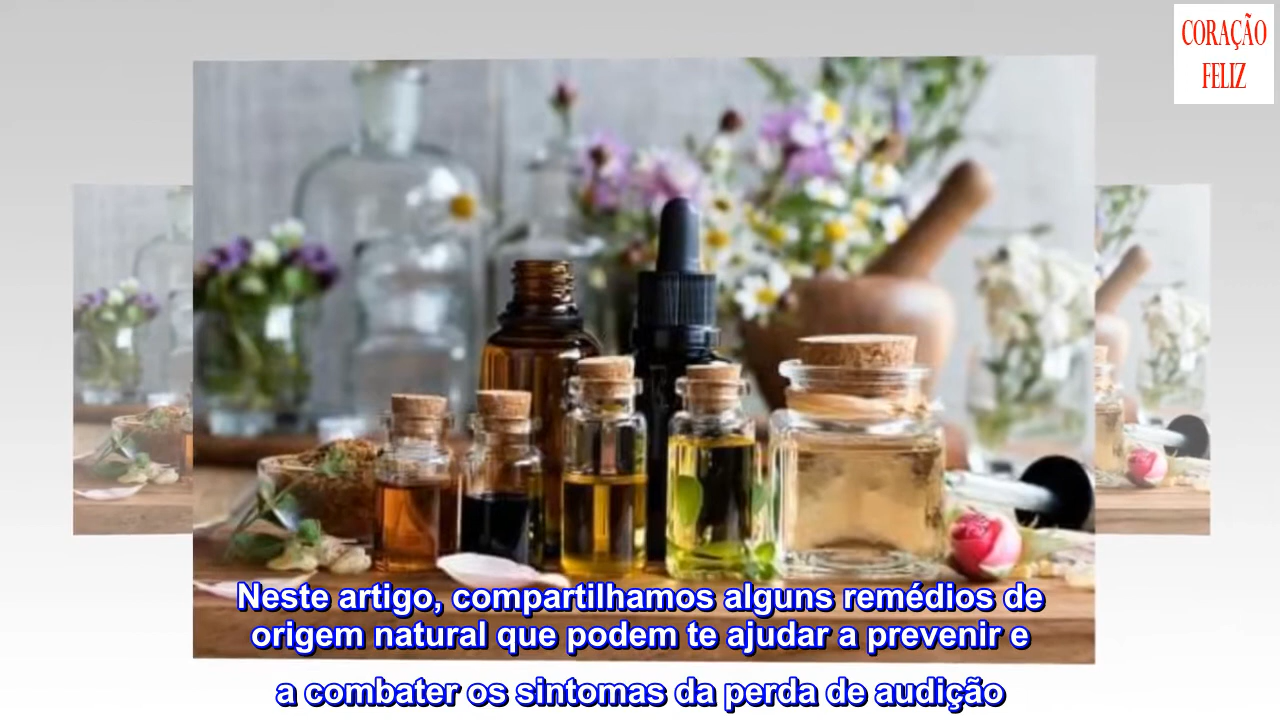 CORAÇÃO
FELIZ
Neste artigo, compartilhamos alguns remédios de
origem natural que podem te ajudar a prevenir e
a combater os sintomas da perda de audição